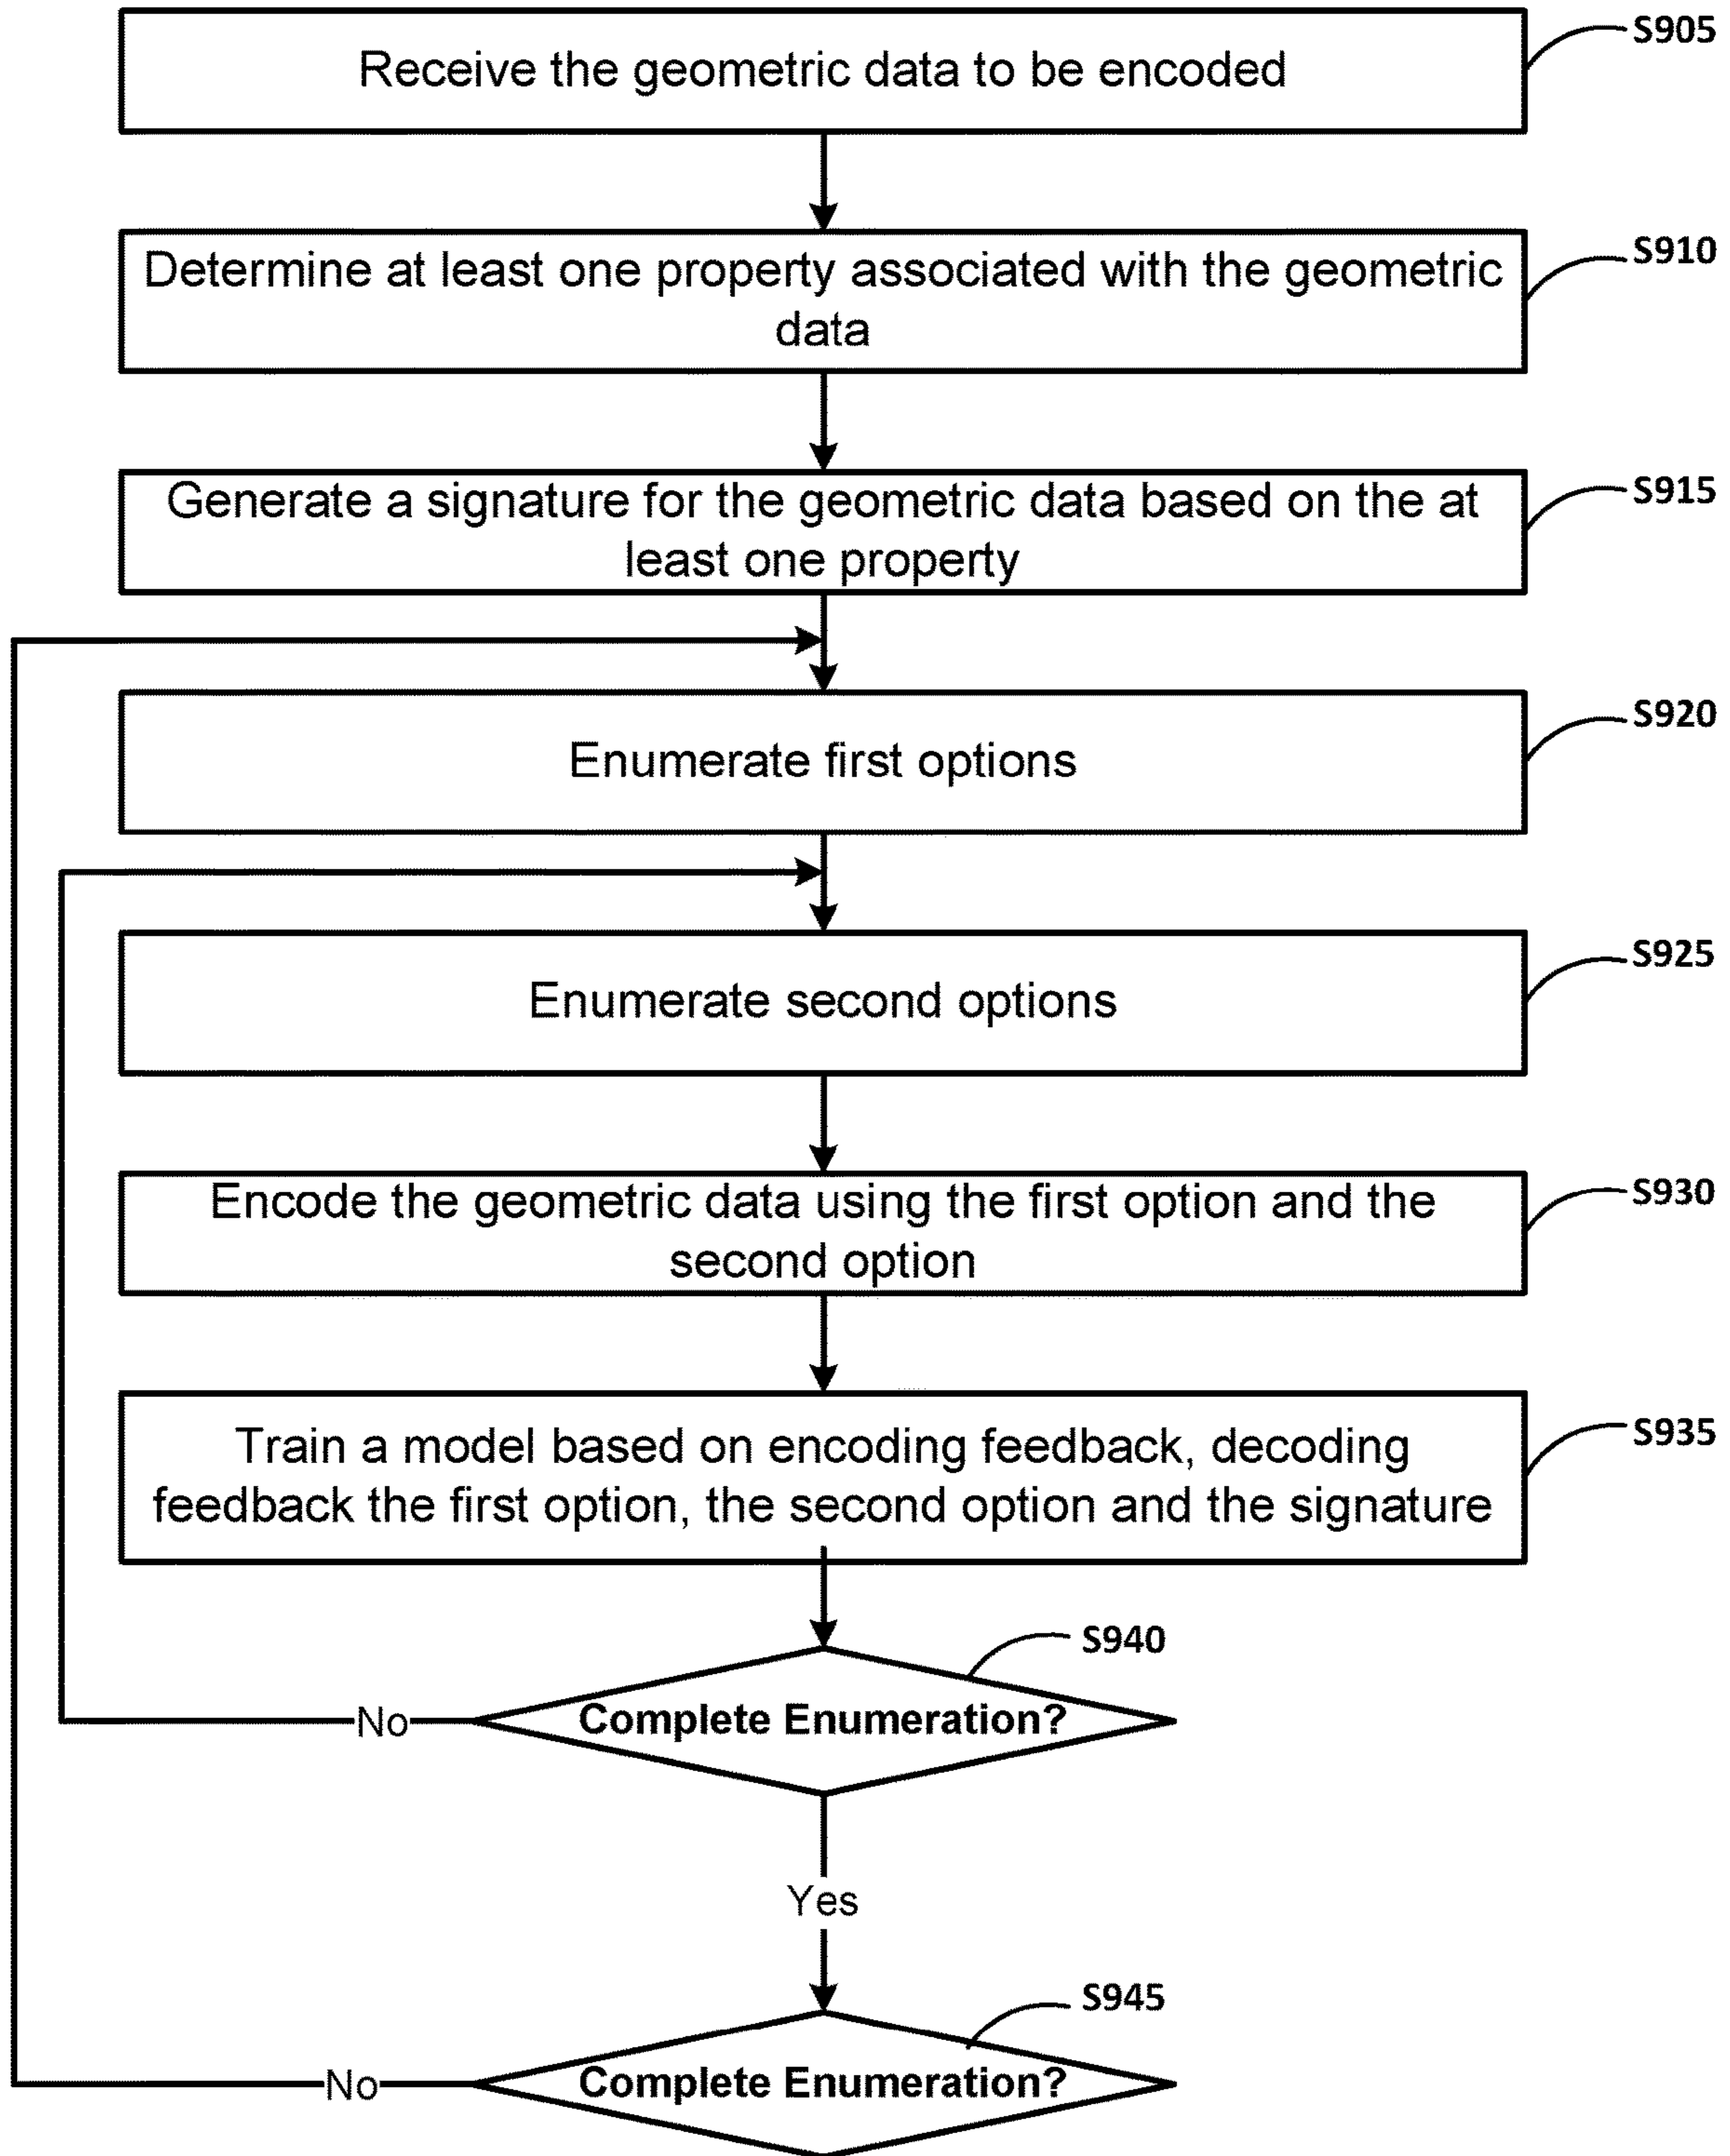 S905
Receive the geometric data to be encoded
S910
Determine at least one property associated with the geometric
data
S915
Generate a signature for the geometric data based on the at
least one property
S920
Enumerate first options
S925
Enumerate second options
S930
Encode the geometric data using the first option and the
second option
S935
Train a model based on encoding feedback, decoding
feedback the first option, the second option and the signature
S940
No
Complete Enumeration?
Yes
S945
No
Complete Enumeration?